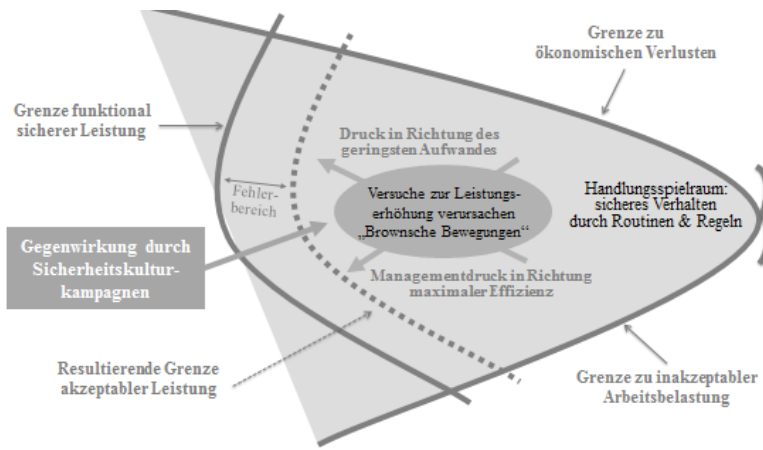 Grenze zu
ökonomischen Verlusten
Grenze funktional
sicherer Leistung
Druck in Richtung des
geringsten Aufwandes
Fehler-
bereich
Versuche zur Leistungs-
erhöhung verursachen
„Brownsche Bewegungen“
Handlungsspielraum:
sicheres Verhalten
durch Routinen & Regeln
Gegenwirkung durch
Sicherheitskultur-
kampagnen
Managementdruck in Richtung
maximaler Effizienz
Resultierende Grenze
akzeptabler Leistung
Grenze zu inakzeptabler
Arbeitsbelastung